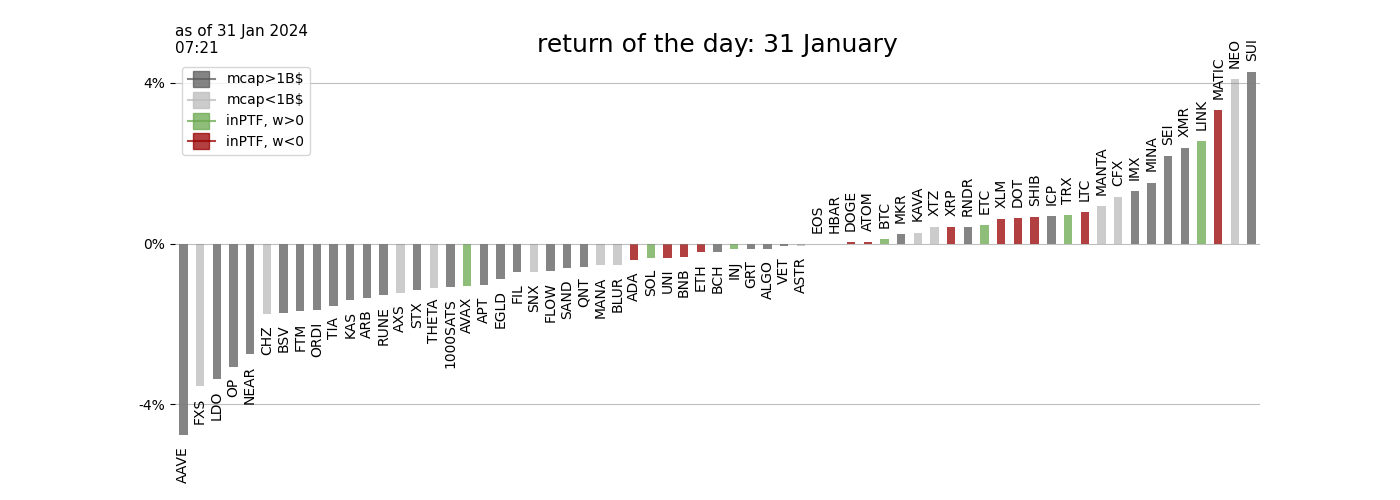 as of 31 Jan 2024
07:21
return of the day: 31 January
mcap>1B$
mcap<1B$
inPTF, w>0
inPTF, w<0
4%
0%
-4%
AAVE
FXS
LDO
OP
NEAR
CHZ
BSV
FTM
ORDI
TIA
KAS
ARB
RUNE
AXS
STX
THETA
1000SATS
AVAX
APT
EGLD
FIL
SNX
FLOW
SAND
QNT
MANA
BLUR
ADA
SOL
UNI
BNB
ETH
BCH
INJ
GRT
ALGO
VET
ASTR
EOS
HBAR
DOGE
ATOM
BTC
MKR
KAVA
XTZ
XRP
RNDR
ETC
XLM
DOT
SHIB
ICP
TRX
LTC
MANTA
CFX
IMX
MINA
SEI
XMR
LINK
MATIC
NEO
SUI